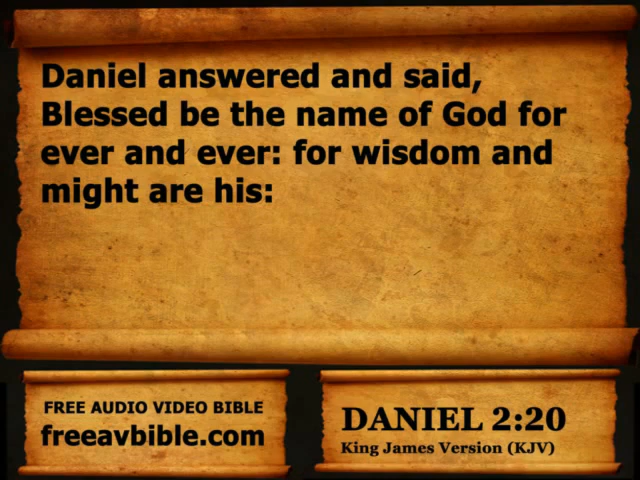 Daniel answered and said,
Blessed be the name of God for
ever and ever: for wisdom and
might are his:
FREE AUDIO VIDEO BIBLE
freeavbible.com
DANIEL 2:20
King James Version (KJV)